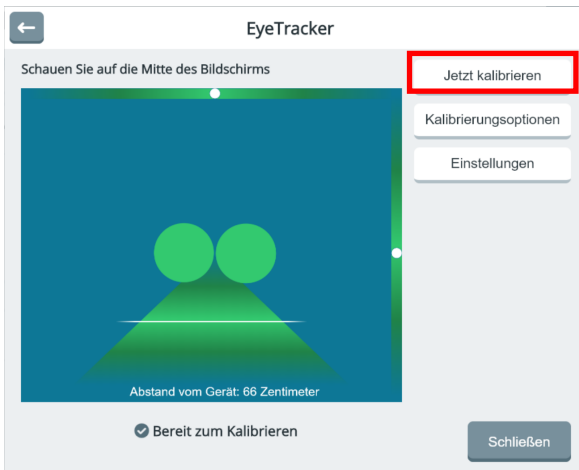 EyeTracker
Schauen Sie auf die Mitte des Bildschirms
Jetzt kalibrieren
Kalibrierungsoptionen
Einstellungen
Abstand vom Gerät: 66 Zentimeter
Bereit zum Kalibrieren
Schließen